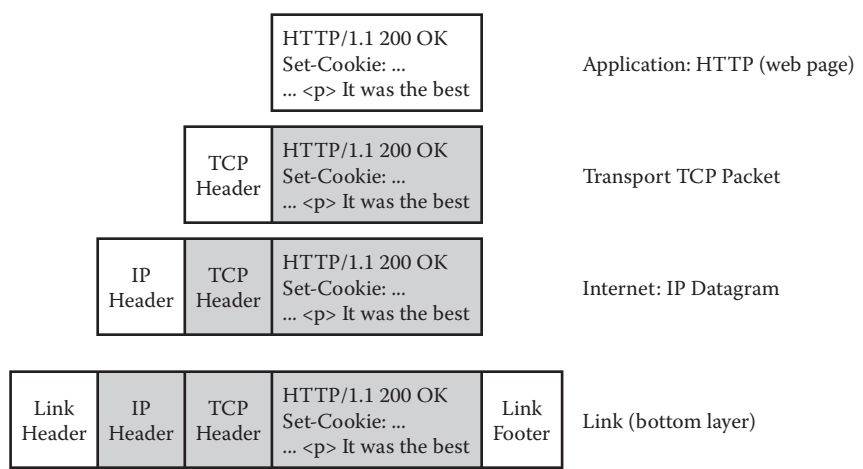 HTTP/1.1 200 OK
Set-Cookie: ...
... <p> It was the best
Application: HTTP (web page)
TCP
Header
HTTP/1.1 200 OK
Set-Cookie: ...
... <p> It was the best
Transport TCP Packet
IP
Header
TCP
Header
HTTP/1.1 200 OK
Set-Cookie: ...
... <p> It was the best
Internet: IP Datagram
Link
Header
IP
Header
TCP
Header
HTTP/1.1 200 OK
Set-Cookie: ...
... <p> It was the best
Link
Footer
Link (bottom layer)